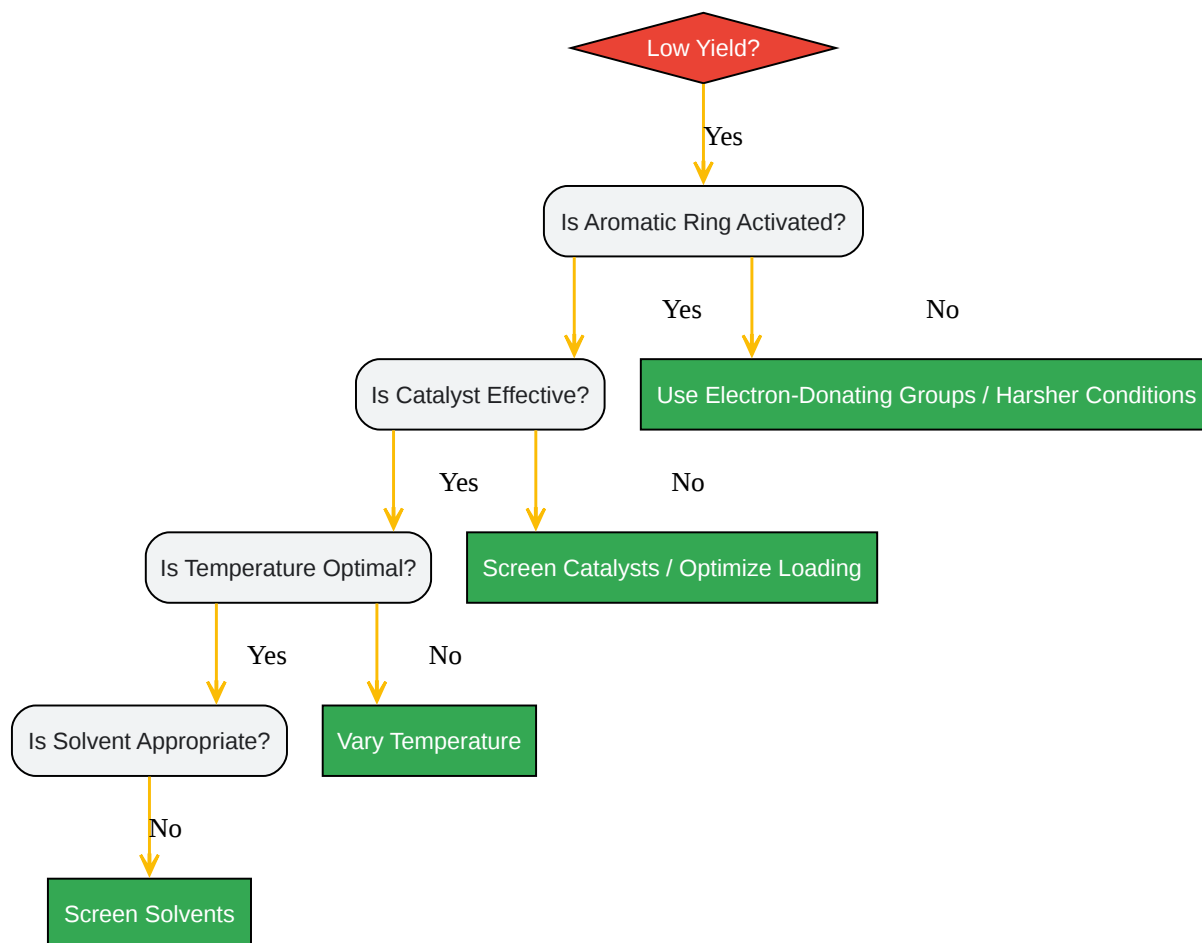 Low Yield?
Yes
Is Aromatic Ring Activated?
Yes
No
Is Catalyst Effective?
Use Electron-Donating Groups / Harsher Conditions
Yes
No
Is Temperature Optimal?
Screen Catalysts / Optimize Loading
Yes
No
Is Solvent Appropriate?
Vary Temperature
No
Screen Solvents